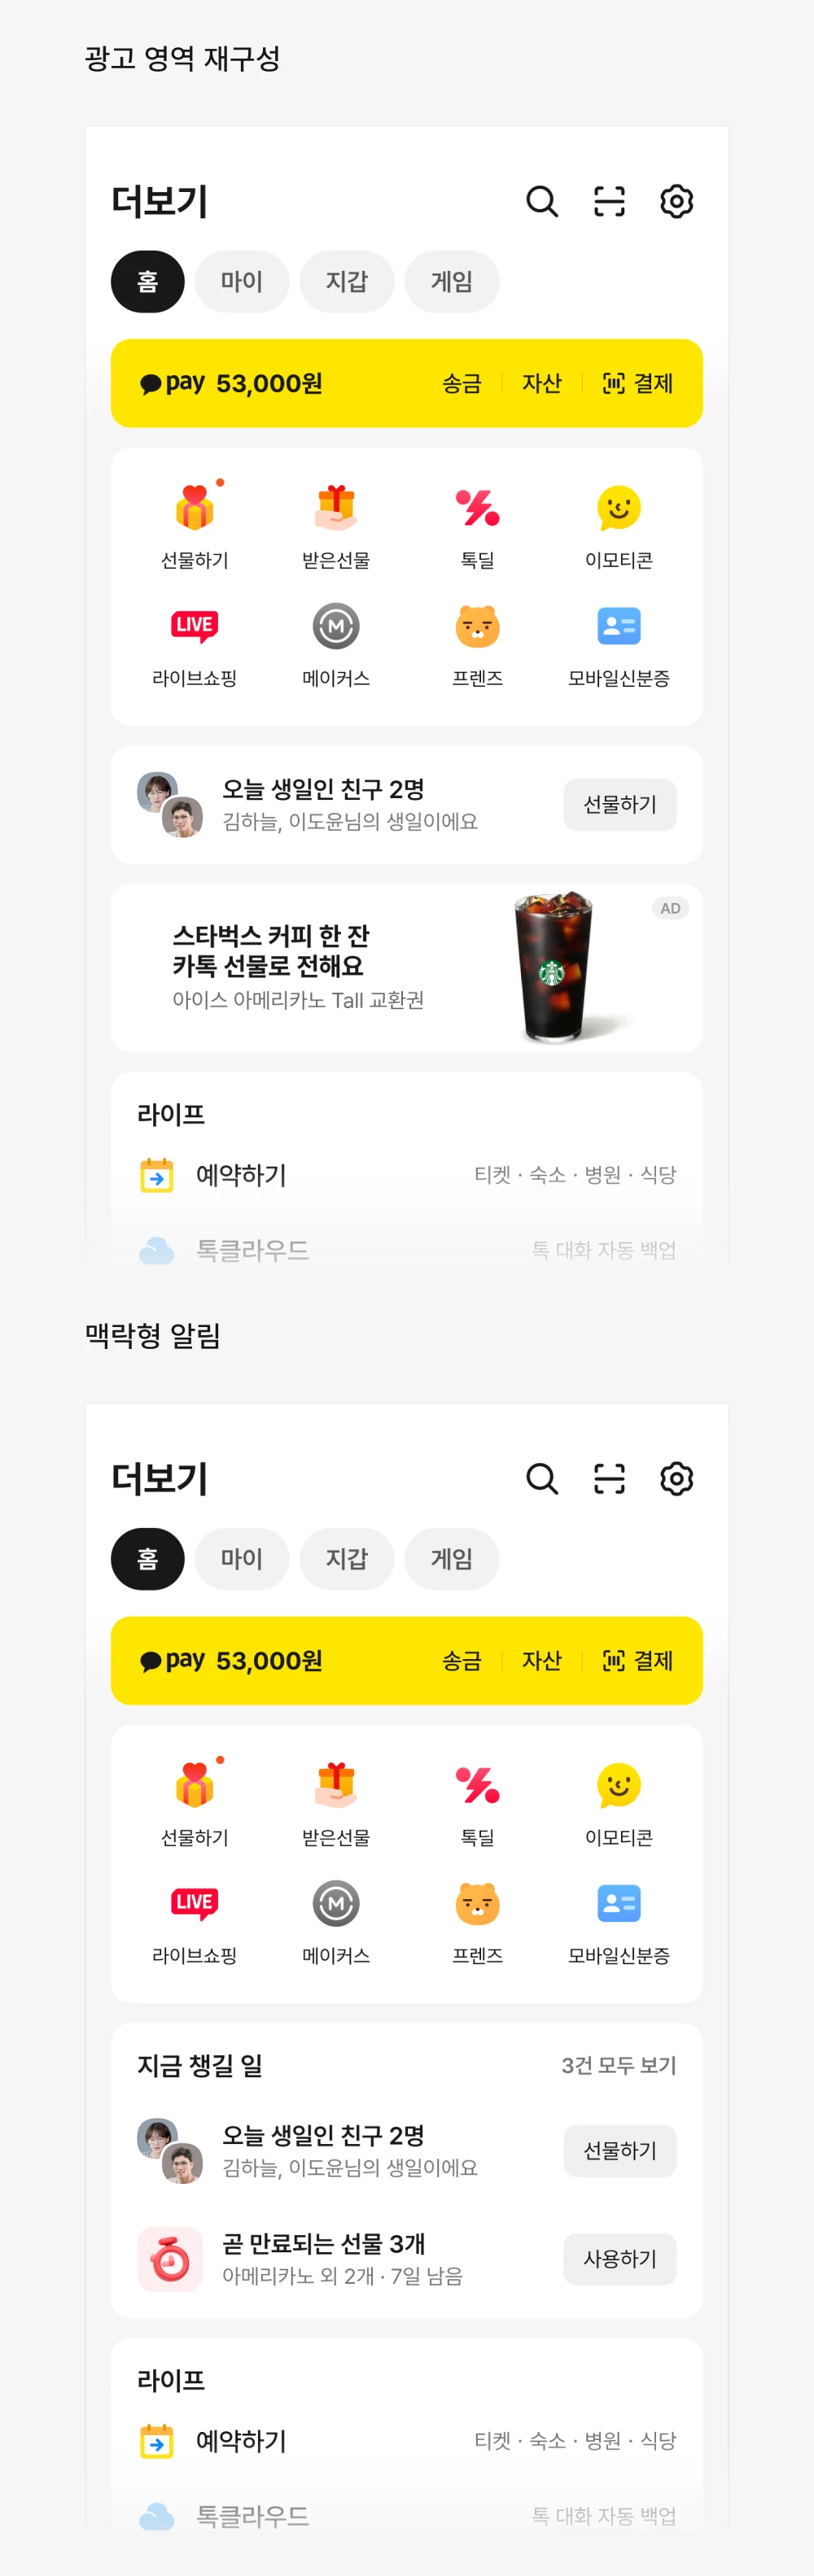 광고 영역 재구성
더보기
홈 마이 지갑 게임
pay 53,000원 송금 자산 결제
선물하기 받은선물 톡딜 이모티콘
LIVE M
라이브쇼핑 메이커스 프렌즈 모바일신분증
오늘 생일인 친구 2명
김하늘, 이도윤님의 생일이에요
선물하기
AD
스타벅스 커피 한 잔
카톡 선물로 전해요
아이스 아메리카노 Tall 교환권
라이프
예약하기 티켓 · 숙소 · 병원 · 식당
톡클라우드 톡 대화 자동 백업
맥락형 알림
더보기
홈 마이 지갑 게임
pay 53,000원 송금 자산 결제
선물하기 받은선물 톡딜 이모티콘
LIVE M
라이브쇼핑 메이커스 프렌즈 모바일신분증
지금 챙길 일 3건 모두 보기
오늘 생일인 친구 2명
김하늘, 이도윤님의 생일이에요
선물하기
곧 만료되는 선물 3개
아메리카노 외 2개 · 7일 남음
사용하기
라이프
예약하기 티켓 · 숙소 · 병원 · 식당
톡클라우드 톡 대화 자동 백업